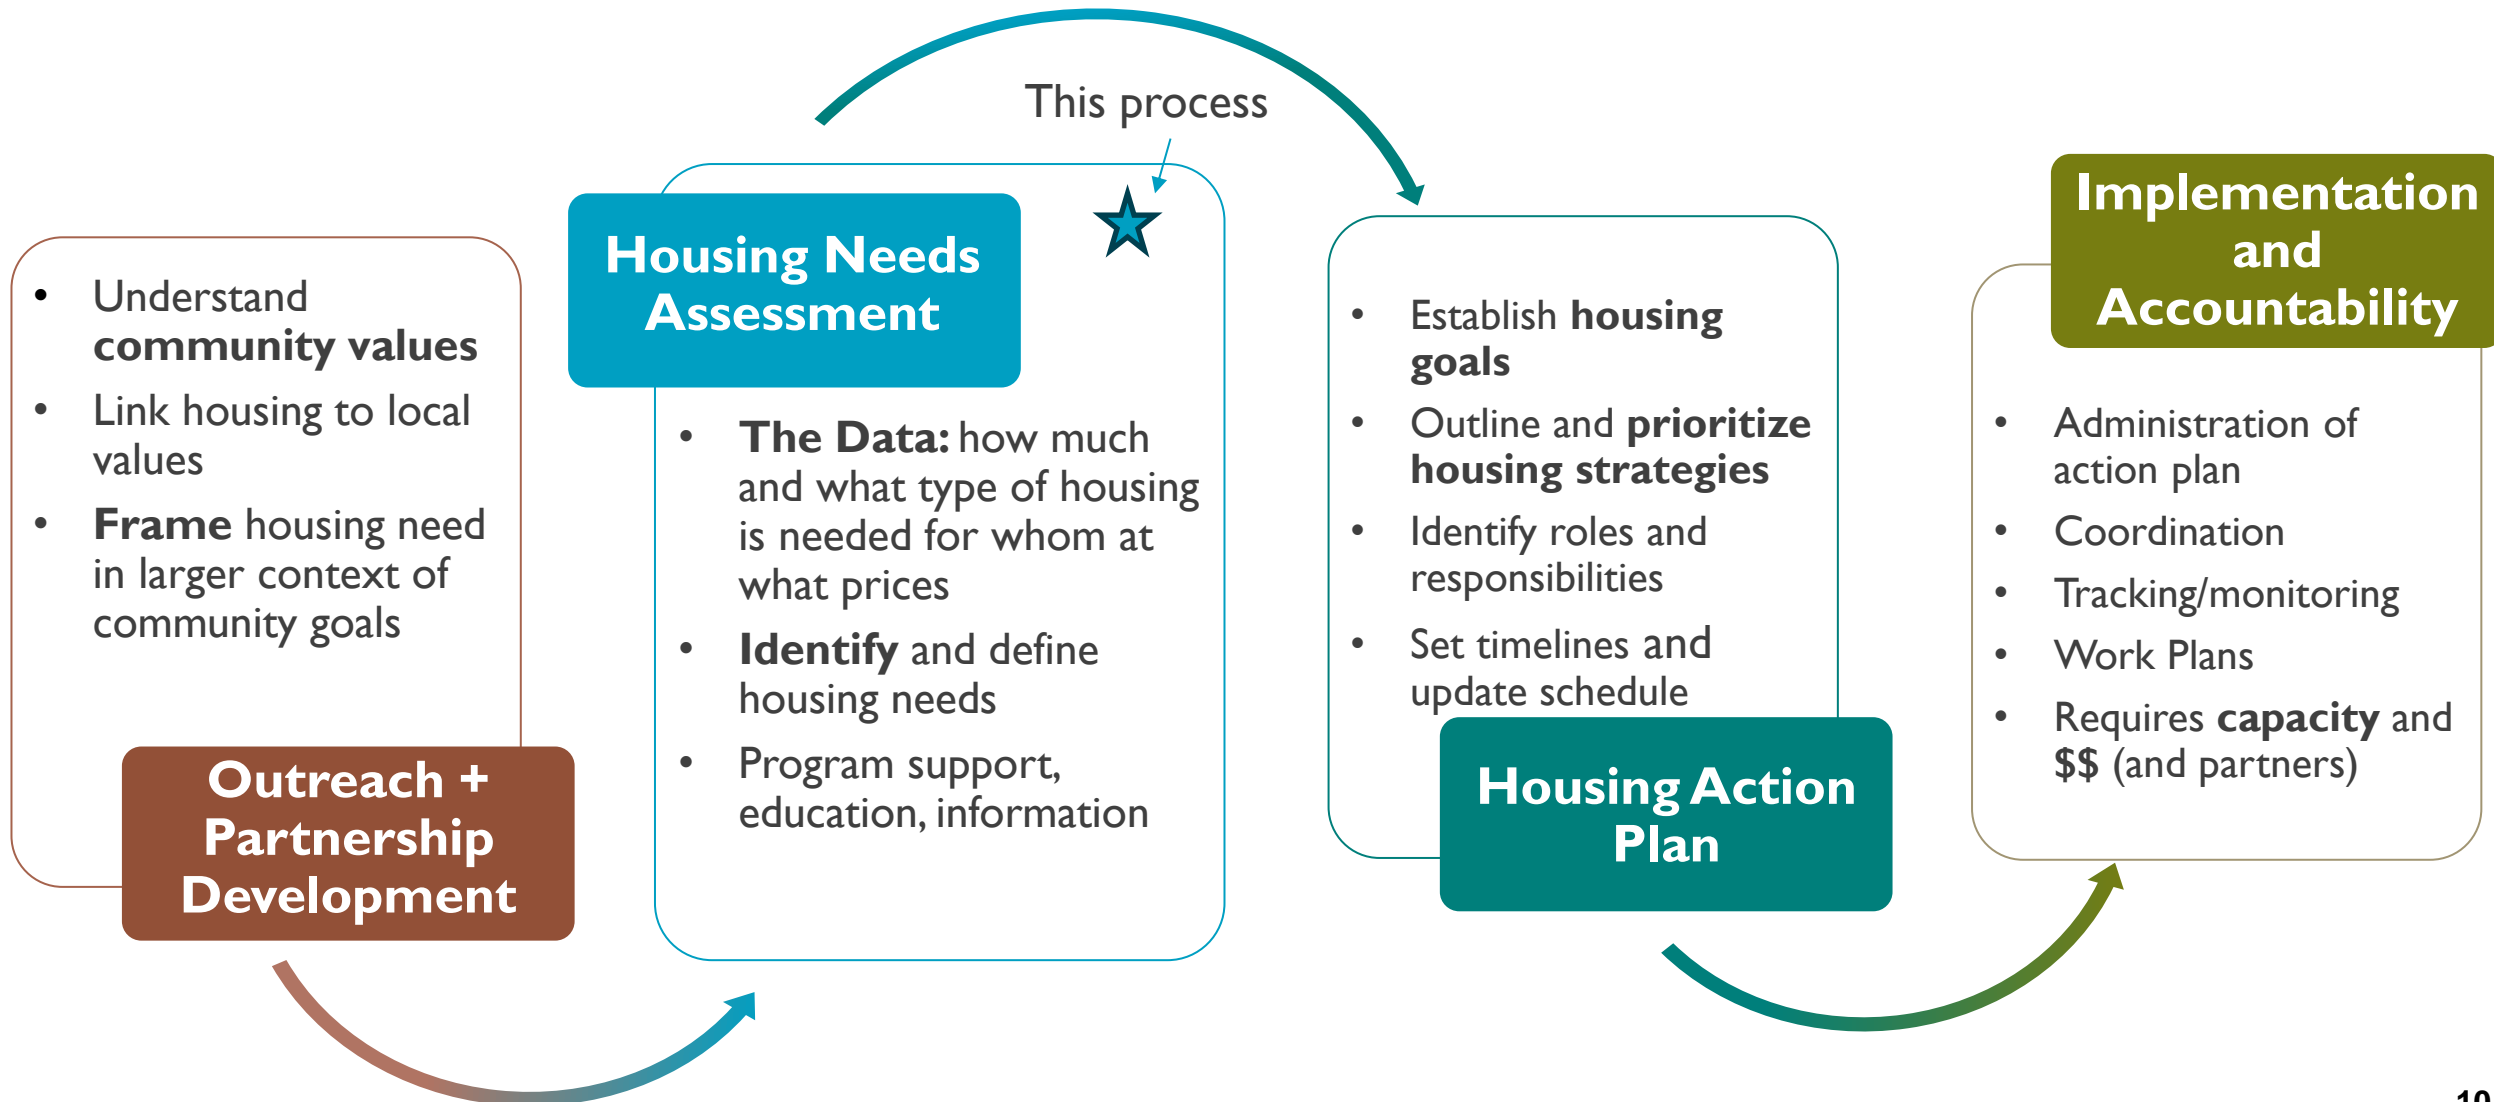 This process
• Understand
community values
• Link housing to local
values
• Frame housing need
in larger context of
community goals
Outreach +
Partnership
Development
Housing Needs
Assessment
• The Data: how much
and what type of housing
is needed for whom at
what prices
• Identify and define
housing needs
• Program support,
education, information
• Establish housing
goals
• Outline and prioritize
housing strategies
• Identify roles and
responsibilities
• Set timelines and
update schedule
Housing Action
Plan
Implementation
and
Accountability
• Administration of
action plan
• Coordination
• Tracking/monitoring
• Work Plans
• Requires capacity and
$$ (and partners)
10